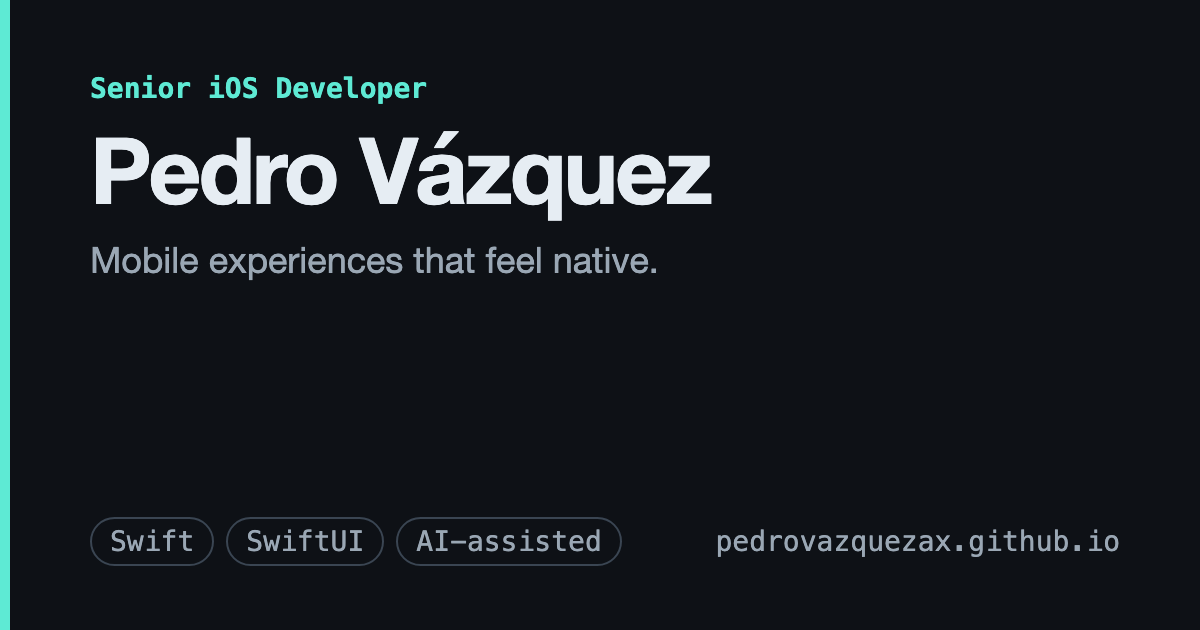 Senior iOS Developer
Pedro Vázquez
Mobile experiences that feel native.
Swift SwiftUI AI-assisted pedrovazquezax.github.io